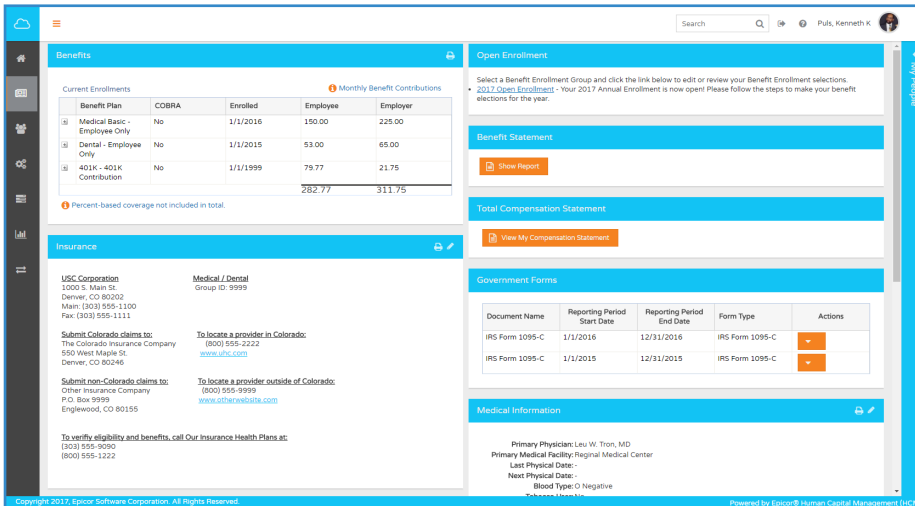 Search
Puls, Kenneth K
My People
Benefits
Current Enrollments
Monthly Benefit Contributions
Benefit Plan COBRA Enrolled Employee Employer
Medical Basic - Employee Only No 1/1/2016 150.00 225.00
Dental - Employee Only No 1/1/2015 53.00 65.00
401K - 401K Contribution No 1/1/1999 79.77 21.75
282.77 311.75
Percent-based coverage not included in total.
Insurance
USC Corporation
1000 S. Main St.
Denver, CO 80202
Main: (303) 555-1100
Fax: (303) 555-1111
Medical / Dental
Group ID: 9999
Submit Colorado claims to:
The Colorado Insurance Company
550 West Maple St.
Denver, CO 80246
To locate a provider in Colorado:
(800) 555-2222
www.uhc.com
Submit non-Colorado claims to:
Other Insurance Company
P.O. Box 9999
Englewood, CO 80155
To locate a provider outside of Colorado:
(800) 555-9999
www.otherwebsite.com
To verifiy eligibility and benefits, call Our Insurance Health Plans at:
(303) 555-9090
(800) 555-1222
Open Enrollment
Select a Benefit Enrollment Group and click the link below to edit or review your Benefit Enrollment selections.
2017 Open Enrollment - Your 2017 Annual Enrollment is now open! Please follow the steps to make your benefit
elections for the year.
Benefit Statement
Show Report
Total Compensation Statement
View My Compensation Statement
Government Forms
Document Name Reporting Period Start Date Reporting Period End Date Form Type Actions
IRS Form 1095-C 1/1/2016 12/31/2016 IRS Form 1095-C
IRS Form 1095-C 1/1/2015 12/31/2015 IRS Form 1095-C
Medical Information
Primary Physician: Leu W. Tron, MD
Primary Medical Facility: Reginal Medical Center
Last Physical Date: -
Next Physical Date: -
Blood Type: O Negative
Tobacco User: No
Copyright 2017, Epicor Software Corporation. All Rights Reserved.
Powered by Epicor® Human Capital Management (HCM